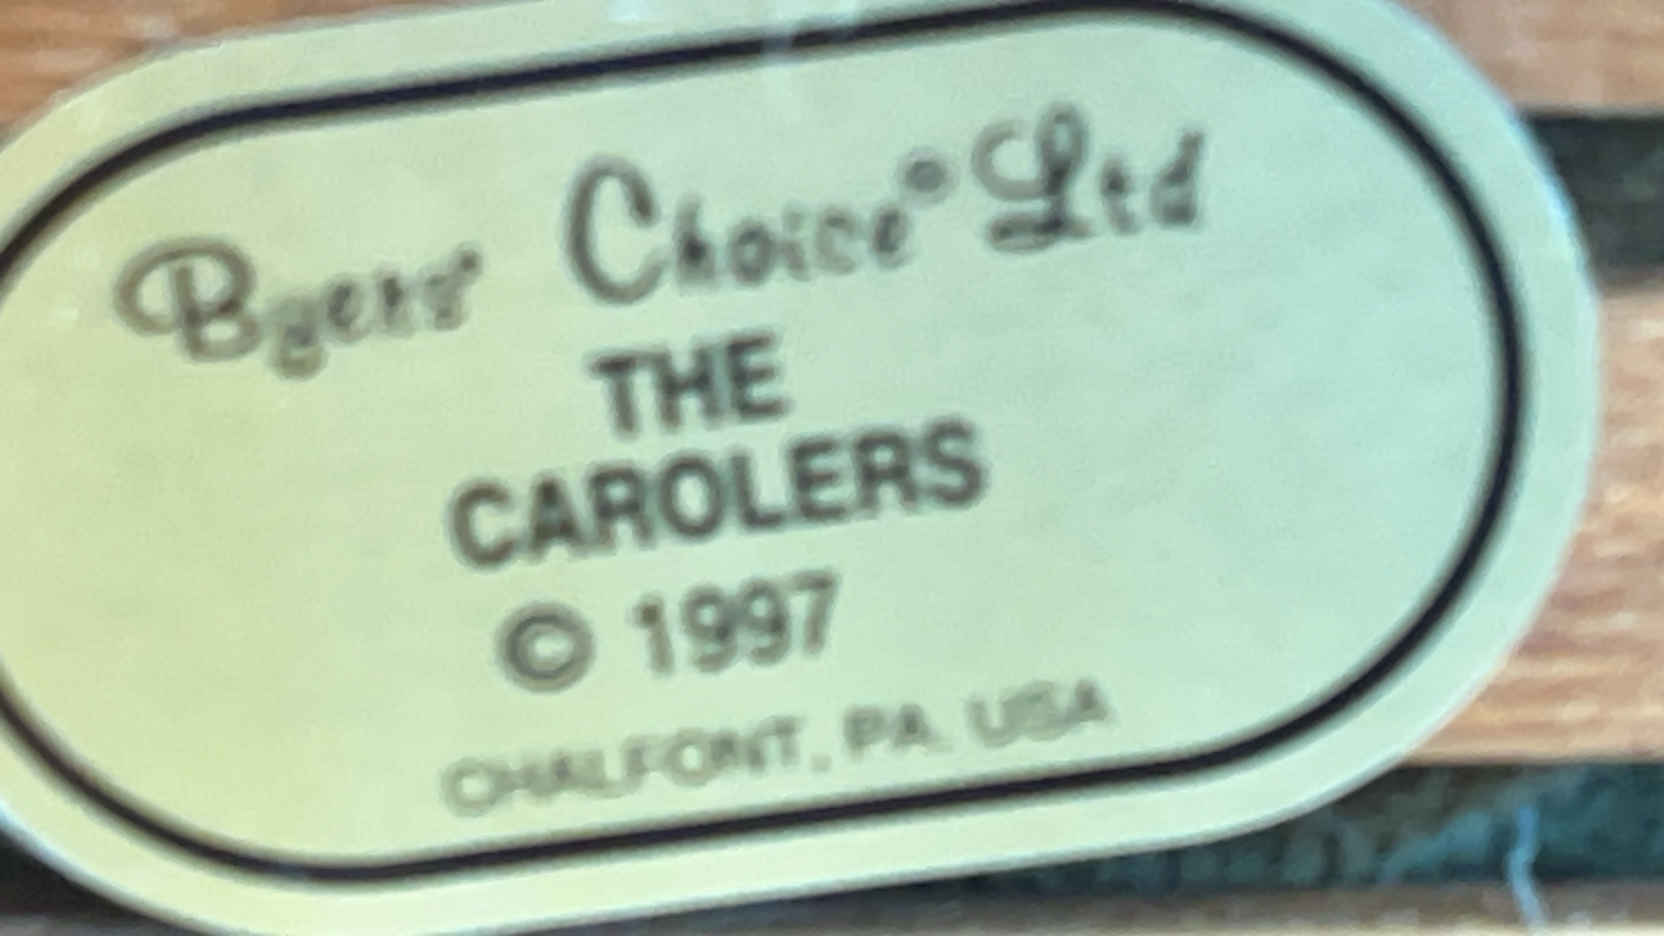 Byers' Choice® Ltd
THE
CAROLERS
© 1997
CHALFONT, PA. USA